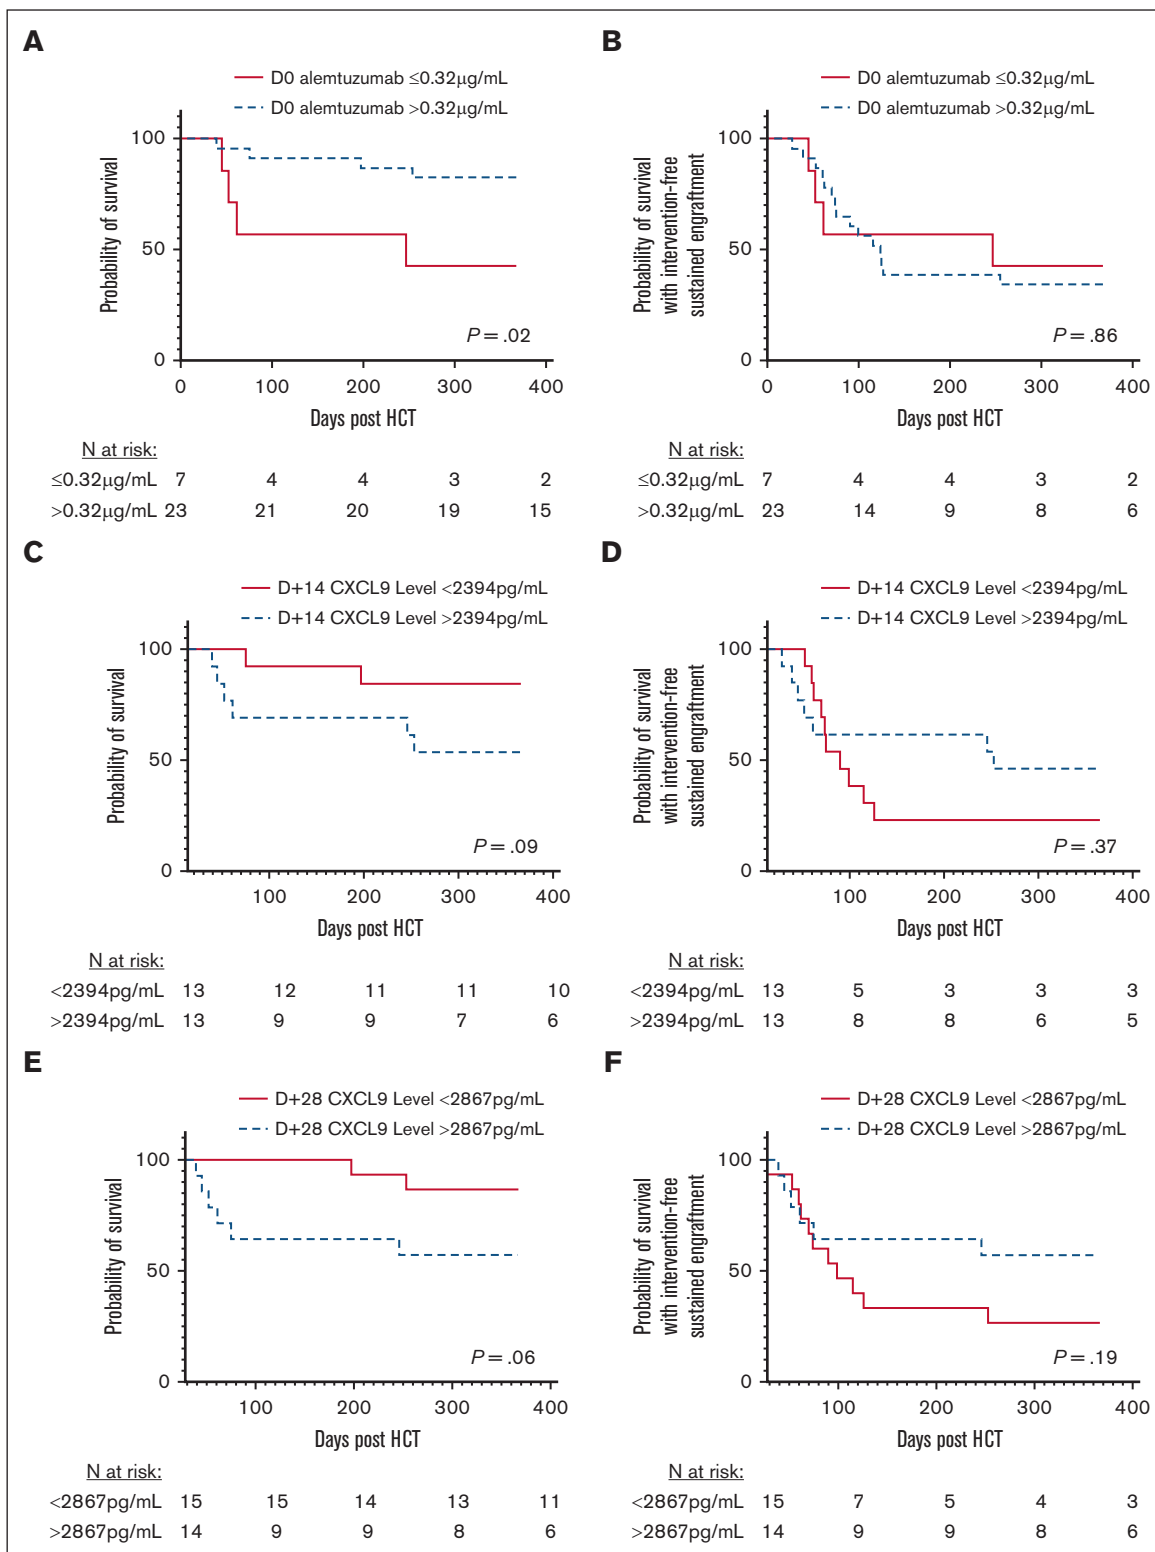 A
D0 alemtuzumab ≤0.32μg/mL
D0 alemtuzumab >0.32μg/mL
100
50
0
Probability of survival
P = .02
0 100 200 300 400
Days post HCT
N at risk:
≤0.32μg/mL 7 4 4 3 2
>0.32μg/mL 23 21 20 19 15
B
D0 alemtuzumab ≤0.32μg/mL
D0 alemtuzumab >0.32μg/mL
100
50
0
Probability of survival
with intervention-free
sustained engraftment
P = .86
0 100 200 300 400
Days post HCT
N at risk:
≤0.32μg/mL 7 4 4 3 2
>0.32μg/mL 23 14 9 8 6
C
D+14 CXCL9 Level <2394pg/mL
D+14 CXCL9 Level >2394pg/mL
100
50
0
Probability of survival
P = .09
100 200 300 400
Days post HCT
N at risk:
<2394pg/mL 13 12 11 11 10
>2394pg/mL 13 9 9 7 6
D
D+14 CXCL9 Level <2394pg/mL
D+14 CXCL9 Level >2394pg/mL
100
50
0
Probability of survival
with intervention-free
sustained engraftment
P = .37
100 200 300 400
Days post HCT
N at risk:
<2394pg/mL 13 5 3 3 3
>2394pg/mL 13 8 8 6 5
E
D+28 CXCL9 Level <2867pg/mL
D+28 CXCL9 Level >2867pg/mL
100
50
0
Probability of survival
P = .06
100 200 300 400
Days post HCT
N at risk:
<2867pg/mL 15 15 14 13 11
>2867pg/mL 14 9 9 8 6
F
D+28 CXCL9 Level <2867pg/mL
D+28 CXCL9 Level >2867pg/mL
100
50
0
Probability of survival
with intervention-free
sustained engraftment
P = .19
100 200 300 400
Days post HCT
N at risk:
<2867pg/mL 15 7 5 4 3
>2867pg/mL 14 9 9 8 6